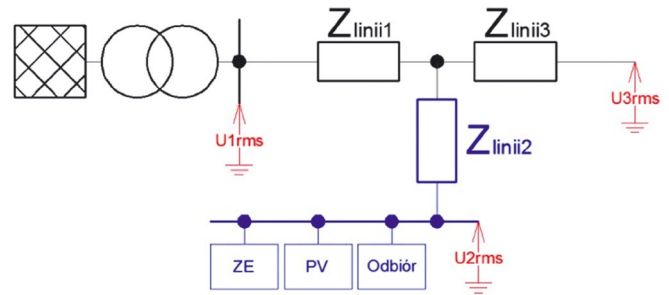 Zlinii1
Zlinii3
U1rms
U3rms
Zlinii2
U2rms
ZE
PV
Odbiór